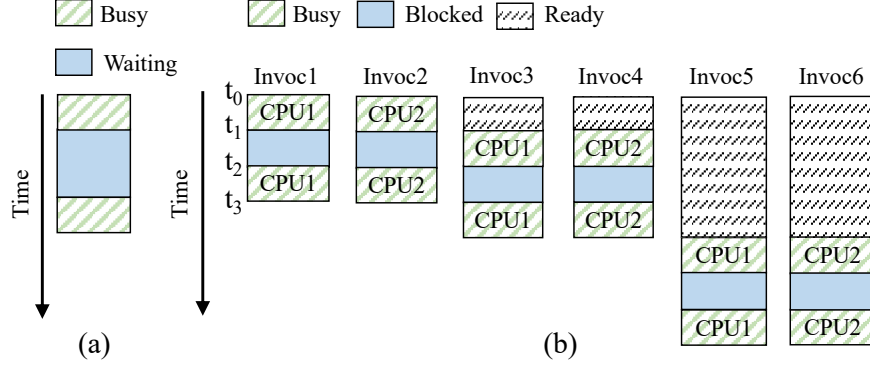 Busy
Waiting
Busy Blocked Ready
Time
(a)
Time
t0
t1
t2
t3
Invoc1 Invoc2 Invoc3 Invoc4 Invoc5 Invoc6
CPU1 CPU2
CPU1 CPU2
CPU1 CPU2
CPU1 CPU2
CPU1 CPU2
CPU1 CPU2
(b)